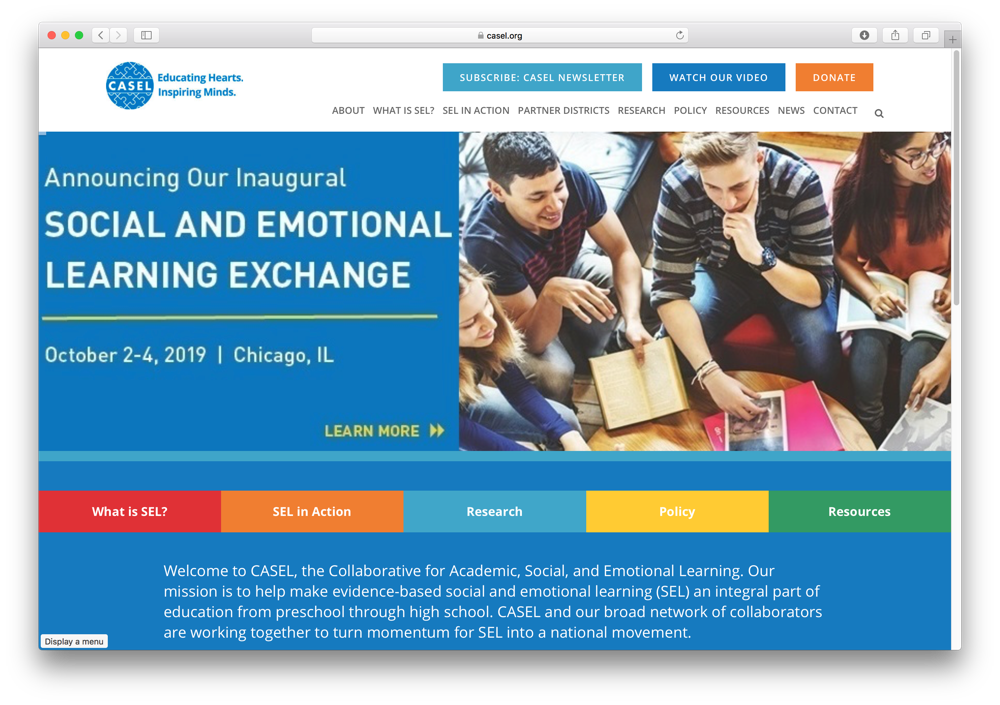 casel.org
CASEL
Educating Hearts.
Inspiring Minds.
SUBSCRIBE: CASEL NEWSLETTER
WATCH OUR VIDEO
DONATE
ABOUT WHAT IS SEL? SEL IN ACTION PARTNER DISTRICTS RESEARCH POLICY RESOURCES NEWS CONTACT
Announcing Our Inaugural
SOCIAL AND EMOTIONAL
LEARNING EXCHANGE
October 2-4, 2019 | Chicago, IL
LEARN MORE
What is SEL?
SEL in Action
Research
Policy
Resources
Welcome to CASEL, the Collaborative for Academic, Social, and Emotional Learning. Our
mission is to help make evidence-based social and emotional learning (SEL) an integral part of
education from preschool through high school. CASEL and our broad network of collaborators
are working together to turn momentum for SEL into a national movement.
Display a menu